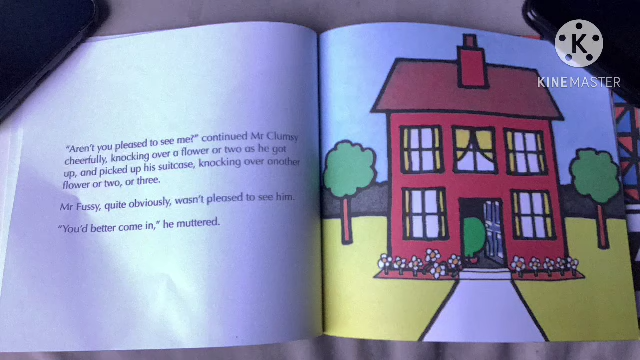 "Aren't you pleased to see me?" continued Mr Clumsy
cheerfully, knocking over a flower or two as he got
up, and picked up his suitcase, knocking over another
flower or two, or three.
Mr Fussy, quite obviously, wasn't pleased to see him.
"You'd better come in," he muttered.
K
KINEMASTER